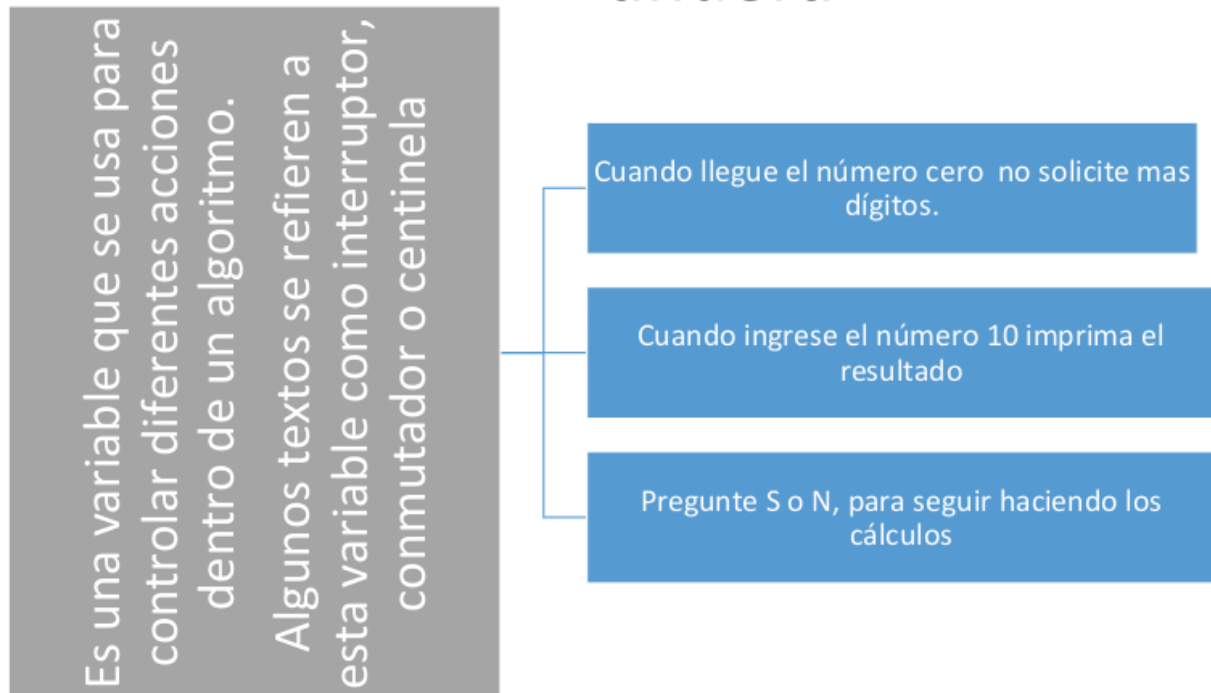 Es una variable que se usa para
controlar diferentes acciones
dentro de un algoritmo.
Algunos textos se refieren a
esta variable como interruptor,
conmutador o centinela
Cuando llegue el número cero no solicite mas
dígitos.
Cuando ingrese el número 10 imprima el
resultado
Pregunte S o N, para seguir haciendo los
cálculos